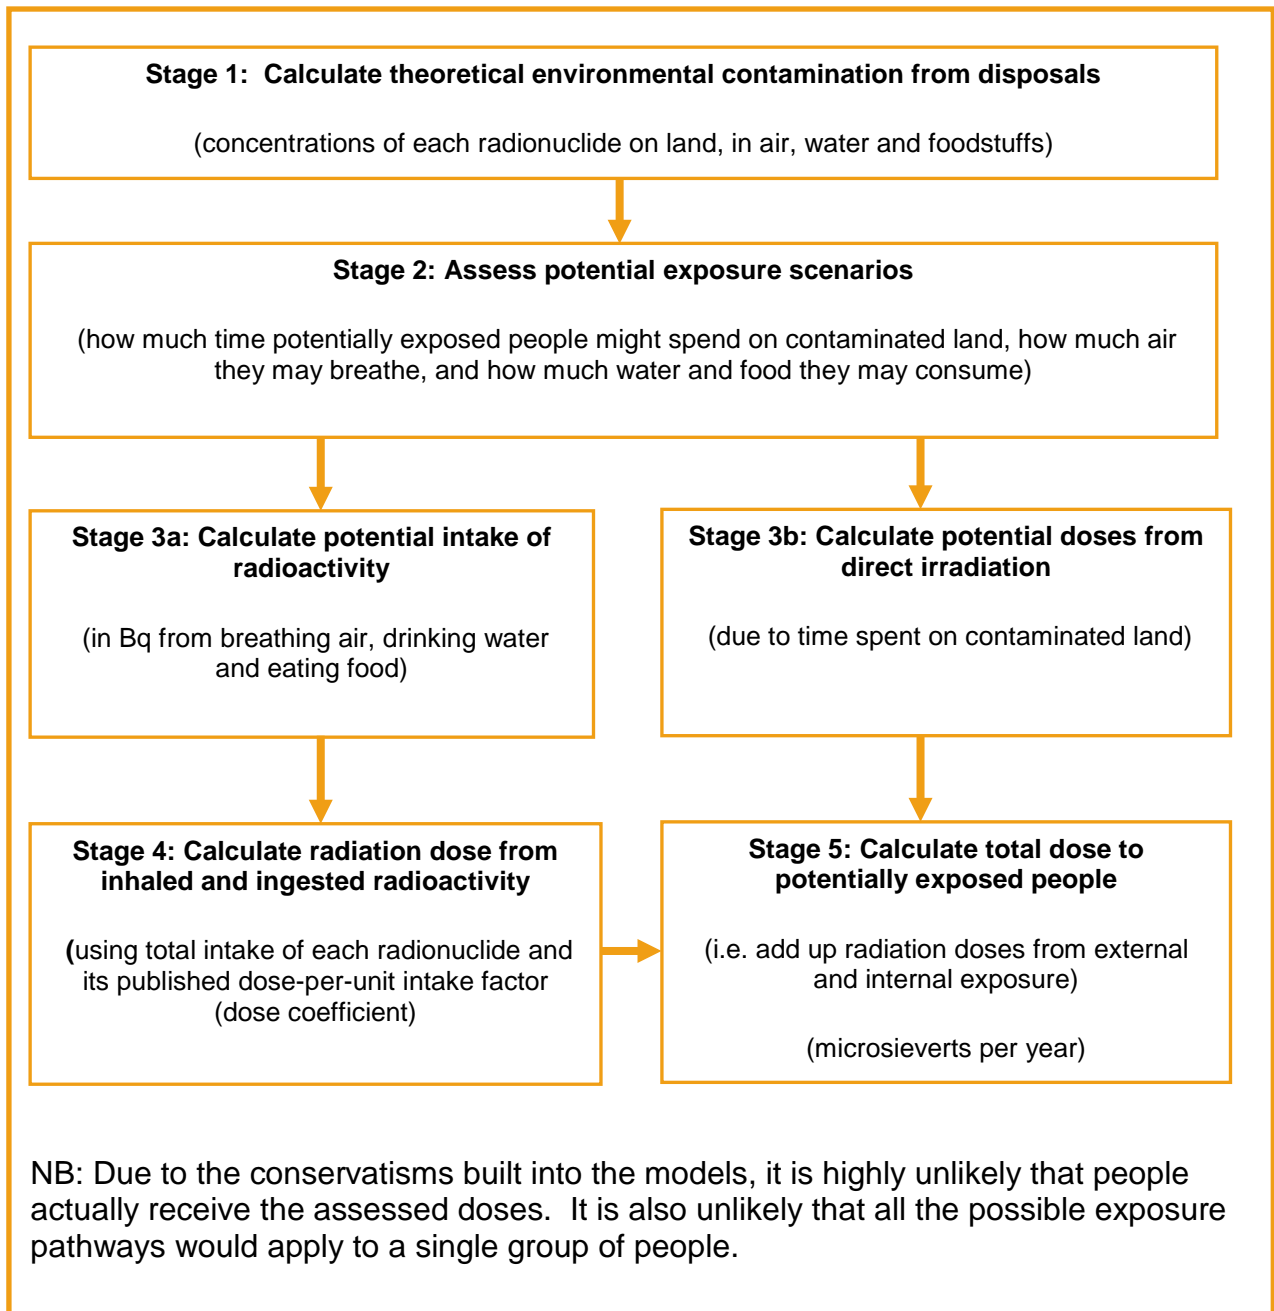 Stage 1:  Calculate theoretical environmental contamination from disposals
(concentrations of each radionuclide on land, in air, water and foodstuffs)
Stage 2: Assess potential exposure scenarios
(how much time potentially exposed people might spend on contaminated land, how much air
they may breathe, and how much water and food they may consume)
Stage 3a: Calculate potential intake of
radioactivity
(in Bq from breathing air, drinking water
and eating food)
Stage 3b: Calculate potential doses from
direct irradiation
(due to time spent on contaminated land)
Stage 4: Calculate radiation dose from
inhaled and ingested radioactivity
(using total intake of each radionuclide and
its published dose-per-unit intake factor
(dose coefficient)
Stage 5: Calculate total dose to
potentially exposed people
(i.e. add up radiation doses from external
and internal exposure)
(microsieverts per year)
NB: Due to the conservatisms built into the models, it is highly unlikely that people
actually receive the assessed doses.  It is also unlikely that all the possible exposure
pathways would apply to a single group of people.